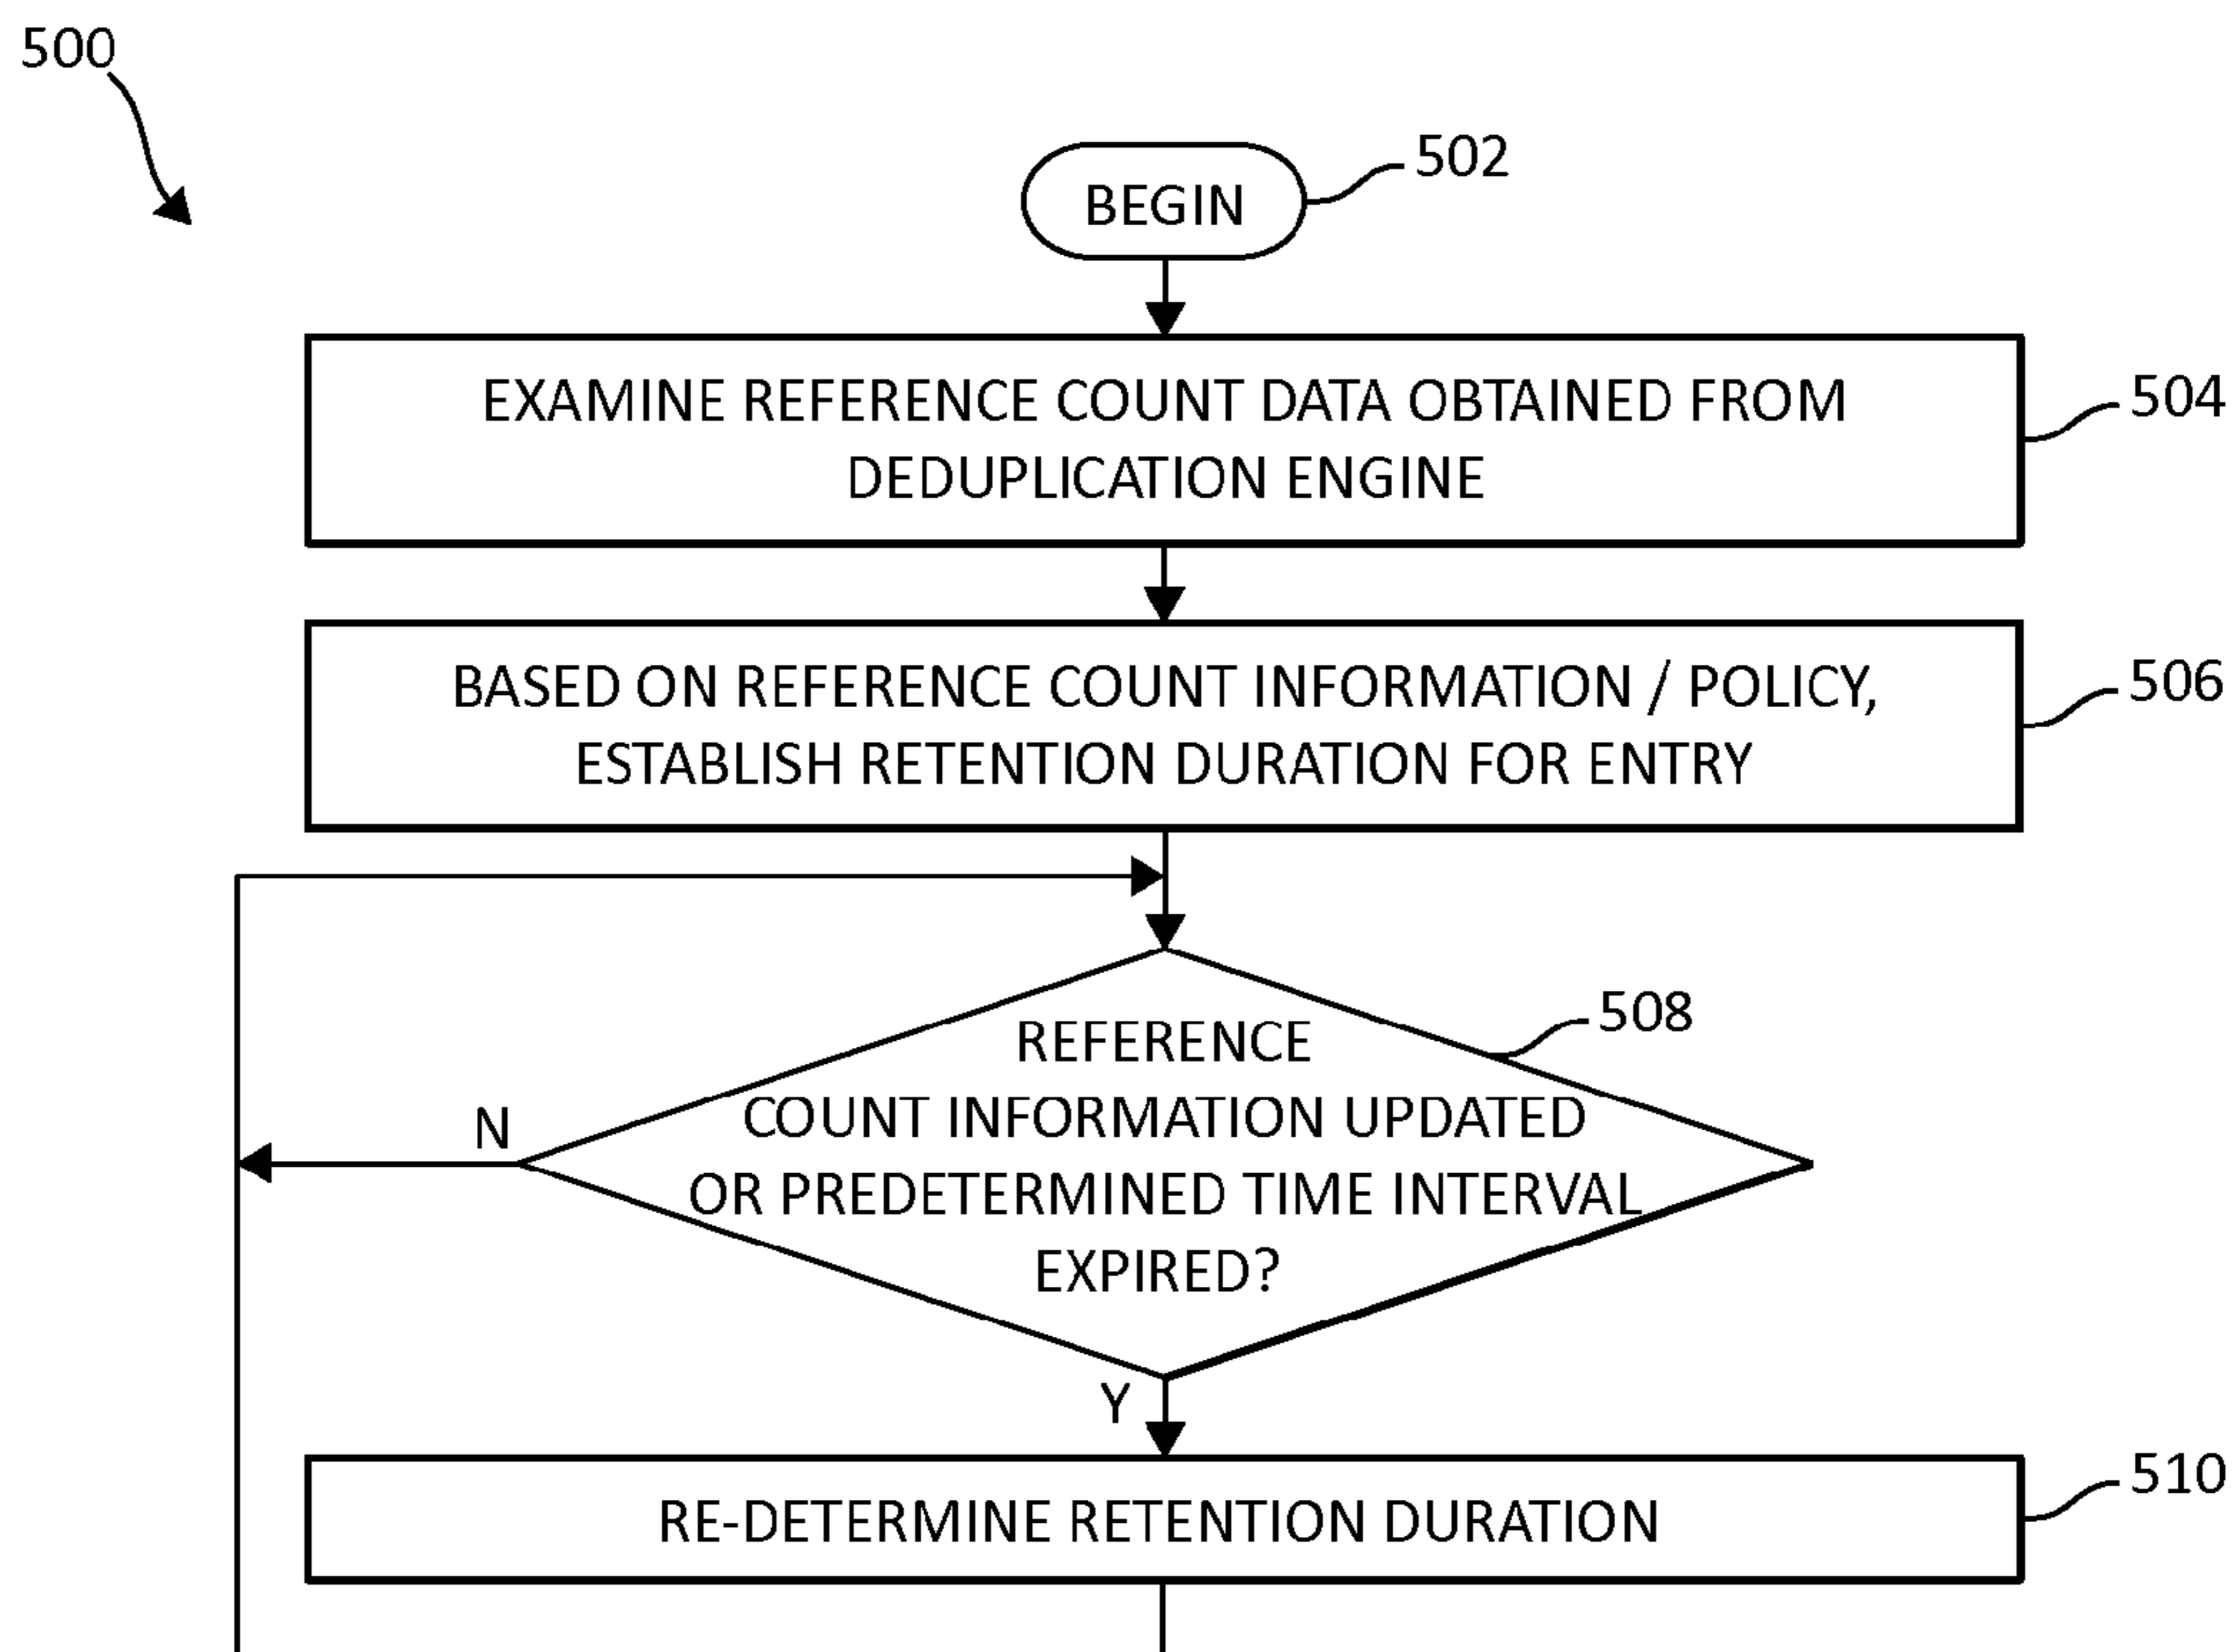 500
BEGIN
502
EXAMINE REFERENCE COUNT DATA OBTAINED FROM
DEDUPLICATION ENGINE
504
BASED ON REFERENCE COUNT INFORMATION / POLICY,
ESTABLISH RETENTION DURATION FOR ENTRY
506
REFERENCE
COUNT INFORMATION UPDATED
OR PREDETERMINED TIME INTERVAL
EXPIRED?
508
N
Y
RE-DETERMINE RETENTION DURATION
510